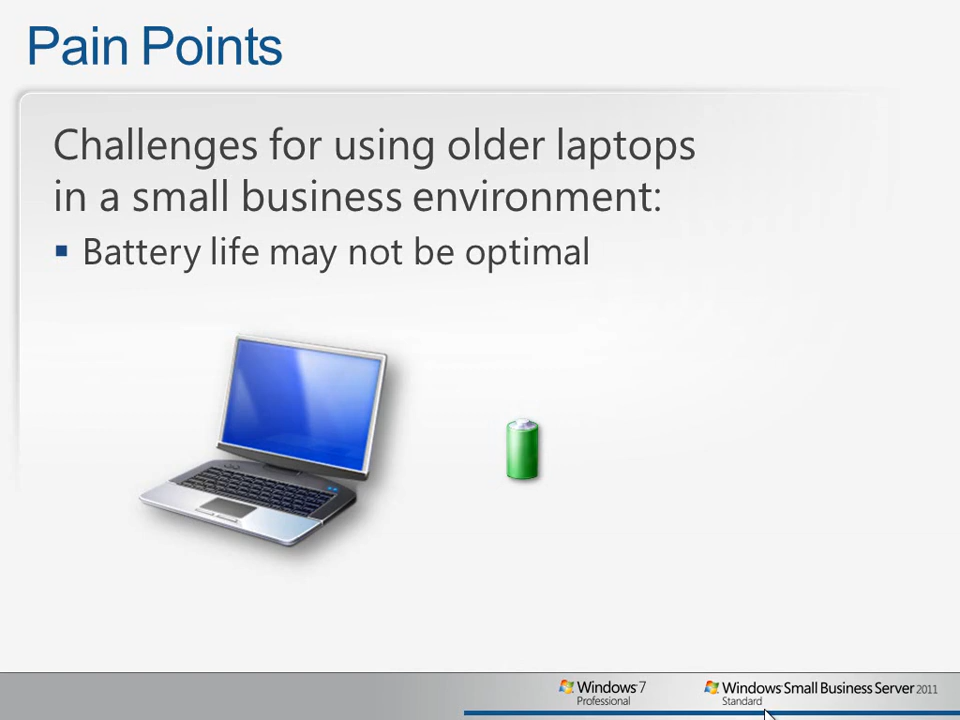 Pain Points
Challenges for using older laptops
in a small business environment:
▪ Battery life may not be optimal
Windows 7
Professional
Windows Small Business Server 2011
Standard